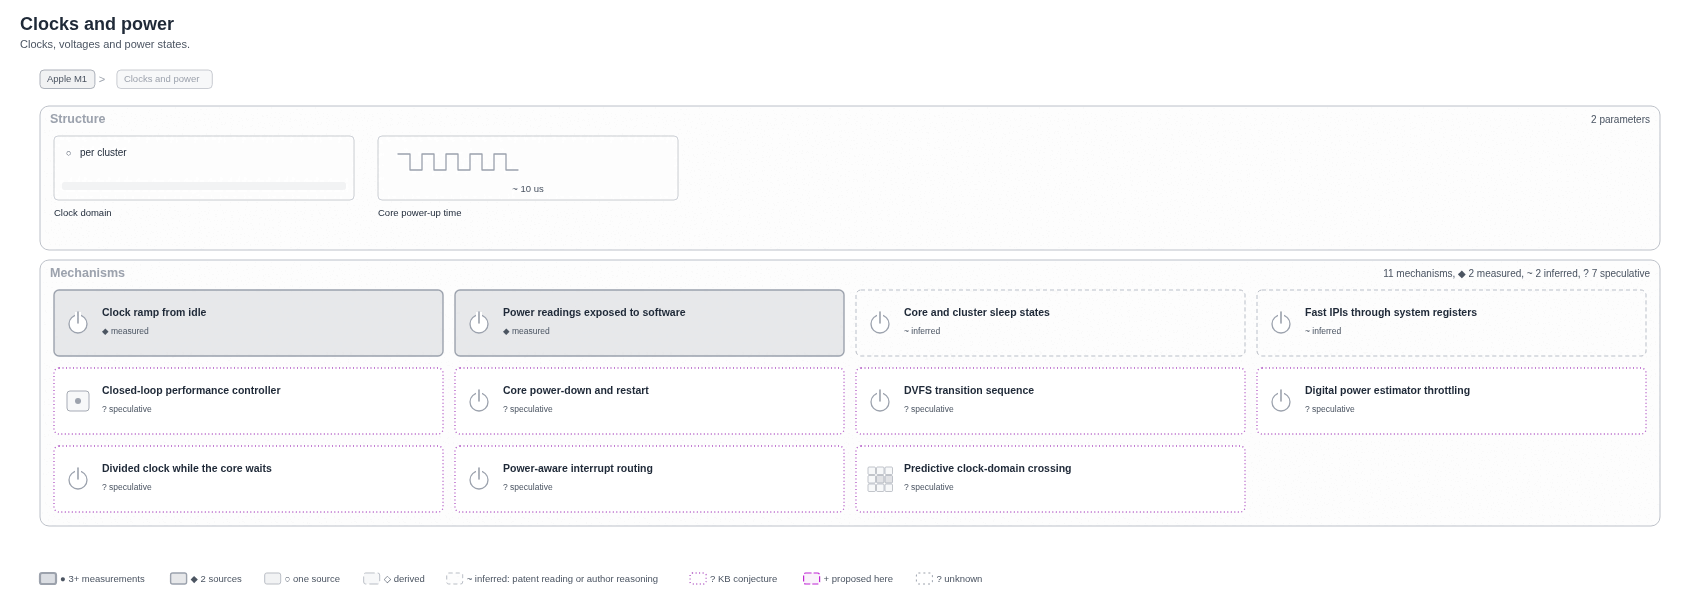 Clocks and power
Clocks, voltages and power states.
Apple M1 > Clocks and power
Structure 2 parameters
○ per cluster
~ 10 us
Clock domain Core power-up time
Mechanisms 11 mechanisms, ◆ 2 measured, ~ 2 inferred, ? 7 speculative
Clock ramp from idle
◆ measured
Power readings exposed to software
◆ measured
Core and cluster sleep states
~ inferred
Fast IPIs through system registers
~ inferred
Closed-loop performance controller
? speculative
Core power-down and restart
? speculative
DVFS transition sequence
? speculative
Digital power estimator throttling
? speculative
Divided clock while the core waits
? speculative
Power-aware interrupt routing
? speculative
Predictive clock-domain crossing
? speculative
● 3+ measurements ◆ 2 sources ○ one source ◇ derived ~ inferred: patent reading or author reasoning ? KB conjecture + proposed here ? unknown